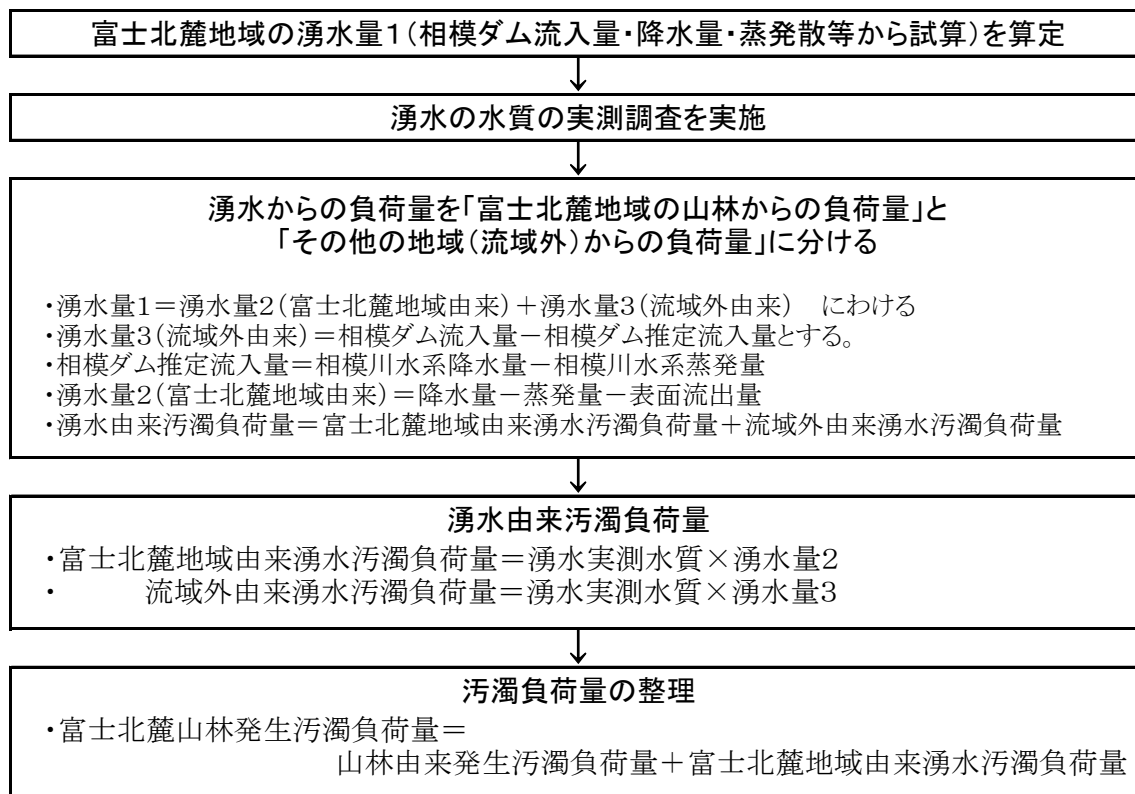 富士北麓地域の湧水量1(相模ダム流入量・降水量・蒸発散等から試算)を算定
↓
湧水の水質の実測調査を実施
↓
湧水からの負荷量を「富士北麓地域の山林からの負荷量」と
「その他の地域(流域外)からの負荷量」に分ける
・湧水量1=湧水量2(富士北麓地域由来)+湧水量3(流域外由来) にわける
・湧水量3(流域外由来)=相模ダム流入量-相模ダム推定流入量とする。
・相模ダム推定流入量=相模川水系降水量-相模川水系蒸発量
・湧水量2(富士北麓地域由来)=降水量-蒸発量-表面流出量
・湧水由来汚濁負荷量=富士北麓地域由来湧水汚濁負荷量+流域外由来湧水汚濁負荷量
↓
湧水由来汚濁負荷量
・富士北麓地域由来湧水汚濁負荷量=湧水実測水質×湧水量2
・ 流域外由来湧水汚濁負荷量=湧水実測水質×湧水量3
↓
汚濁負荷量の整理
・富士北麓山林発生汚濁負荷量=
山林由来発生汚濁負荷量+富士北麓地域由来湧水汚濁負荷量